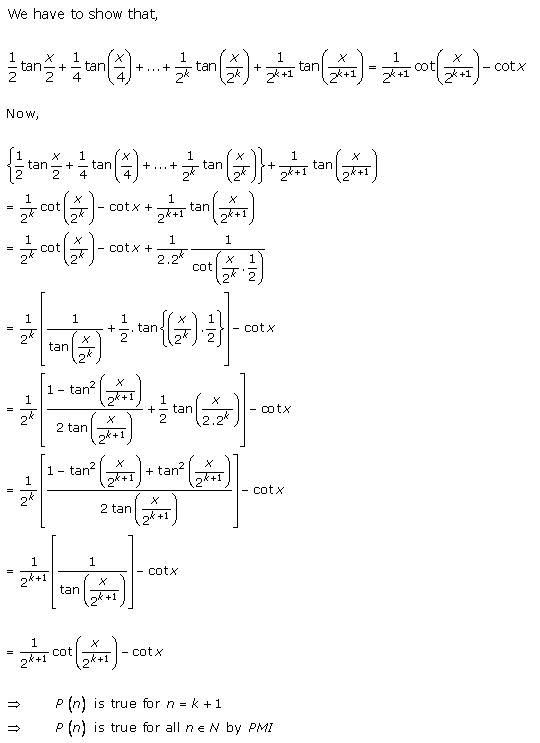 We have to show that,
1/2 tan x/2 + 1/4 tan(x/4) + ... + 1/2^k tan(x/2^k) + 1/2^(k+1) tan(x/2^(k+1)) = 1/2^(k+1) cot(x/2^(k+1)) − cot x
Now,
{1/2 tan x/2 + 1/4 tan(x/4) + ... + 1/2^k tan(x/2^k)} + 1/2^(k+1) tan(x/2^(k+1))
= 1/2^k cot(x/2^k) − cot x + 1/2^(k+1) tan(x/2^(k+1))
= 1/2^k cot(x/2^k) − cot x + 1/(2.2^k) 1/cot(x/2^k . 1/2)
= 1/2^k [1/tan(x/2^k) + 1/2 . tan{(x/2^k) . 1/2}] − cot x
= 1/2^k [(1 − tan²(x/2^(k+1)))/(2 tan(x/2^(k+1))) + 1/2 tan(x/(2.2^k))] − cot x
= 1/2^k [(1 − tan²(x/2^(k+1)) + tan²(x/2^(k+1)))/(2 tan(x/2^(k+1)))] − cot x
= 1/2^(k+1) [1/tan(x/2^(k+1))] − cot x
= 1/2^(k+1) cot(x/2^(k+1)) − cot x
⇒ P(n) is true for n = k + 1
⇒ P(n) is true for all n ∈ N by PMI